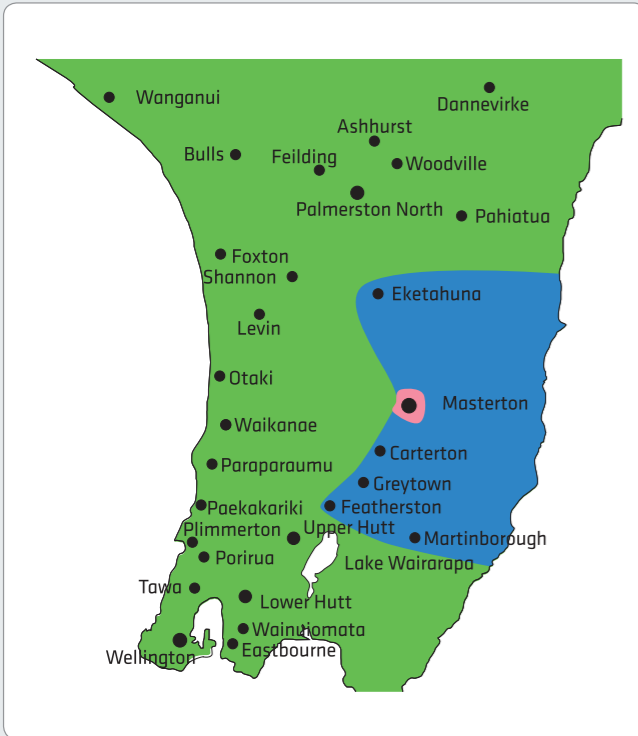 Wanganui
Dannevirke
Ashhurst
Bulls
Feilding
Woodville
Palmerston North
Pahiatua
Foxton
Shannon
Eketahuna
Levin
Otaki
Masterton
Waikanae
Carterton
Paraparaumu
Greytown
Paekakariki
Featherston
Plimmerton
Upper Hutt
Martinborough
Porirua
Lake Wairarapa
Tawa
Lower Hutt
Wainuiomata
Eastbourne
Wellington